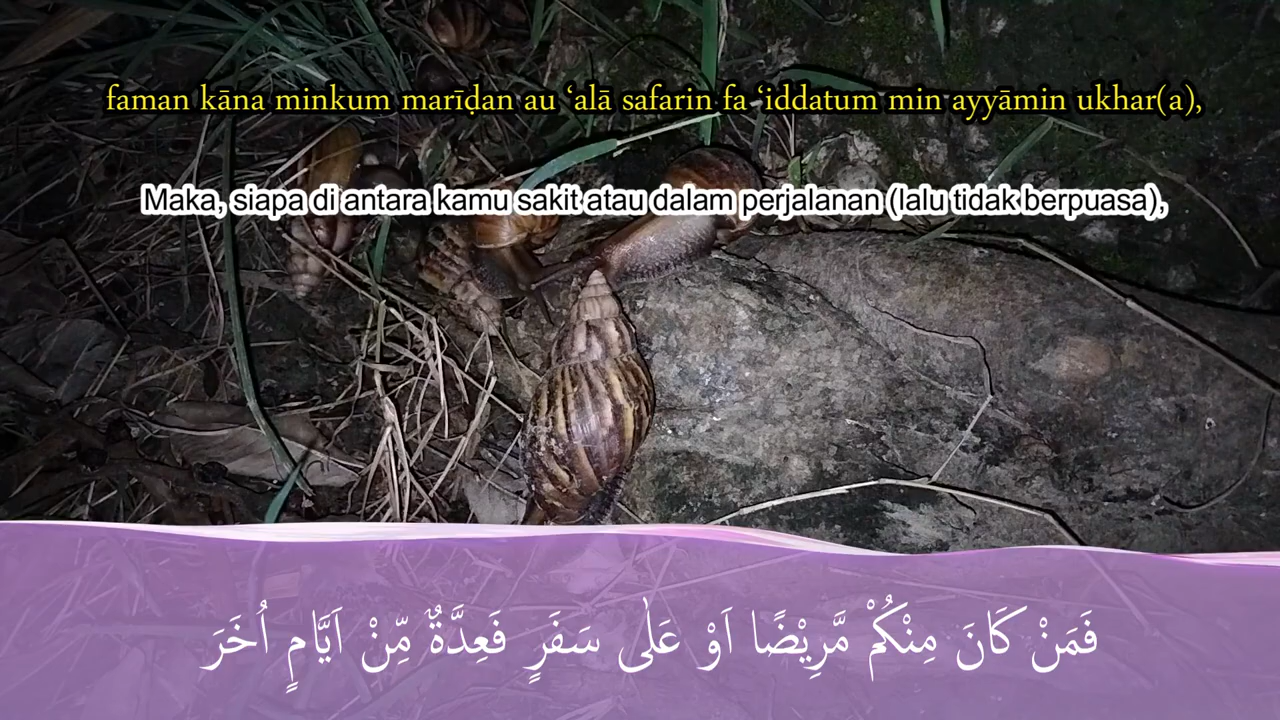 faman kāna minkum marīḍan au ‘alā safarin fa ‘iddatum min ayyāmin ukhar(a),
Maka, siapa di antara kamu sakit atau dalam perjalanan (lalu tidak berpuasa),
فَمَنْ كَانَ مِنْكُمْ مَّرِيْضًا اَوْ عَلٰى سَفَرٍ فَعِدَّةٌ مِّنْ اَيَّامٍ اُخَرَ